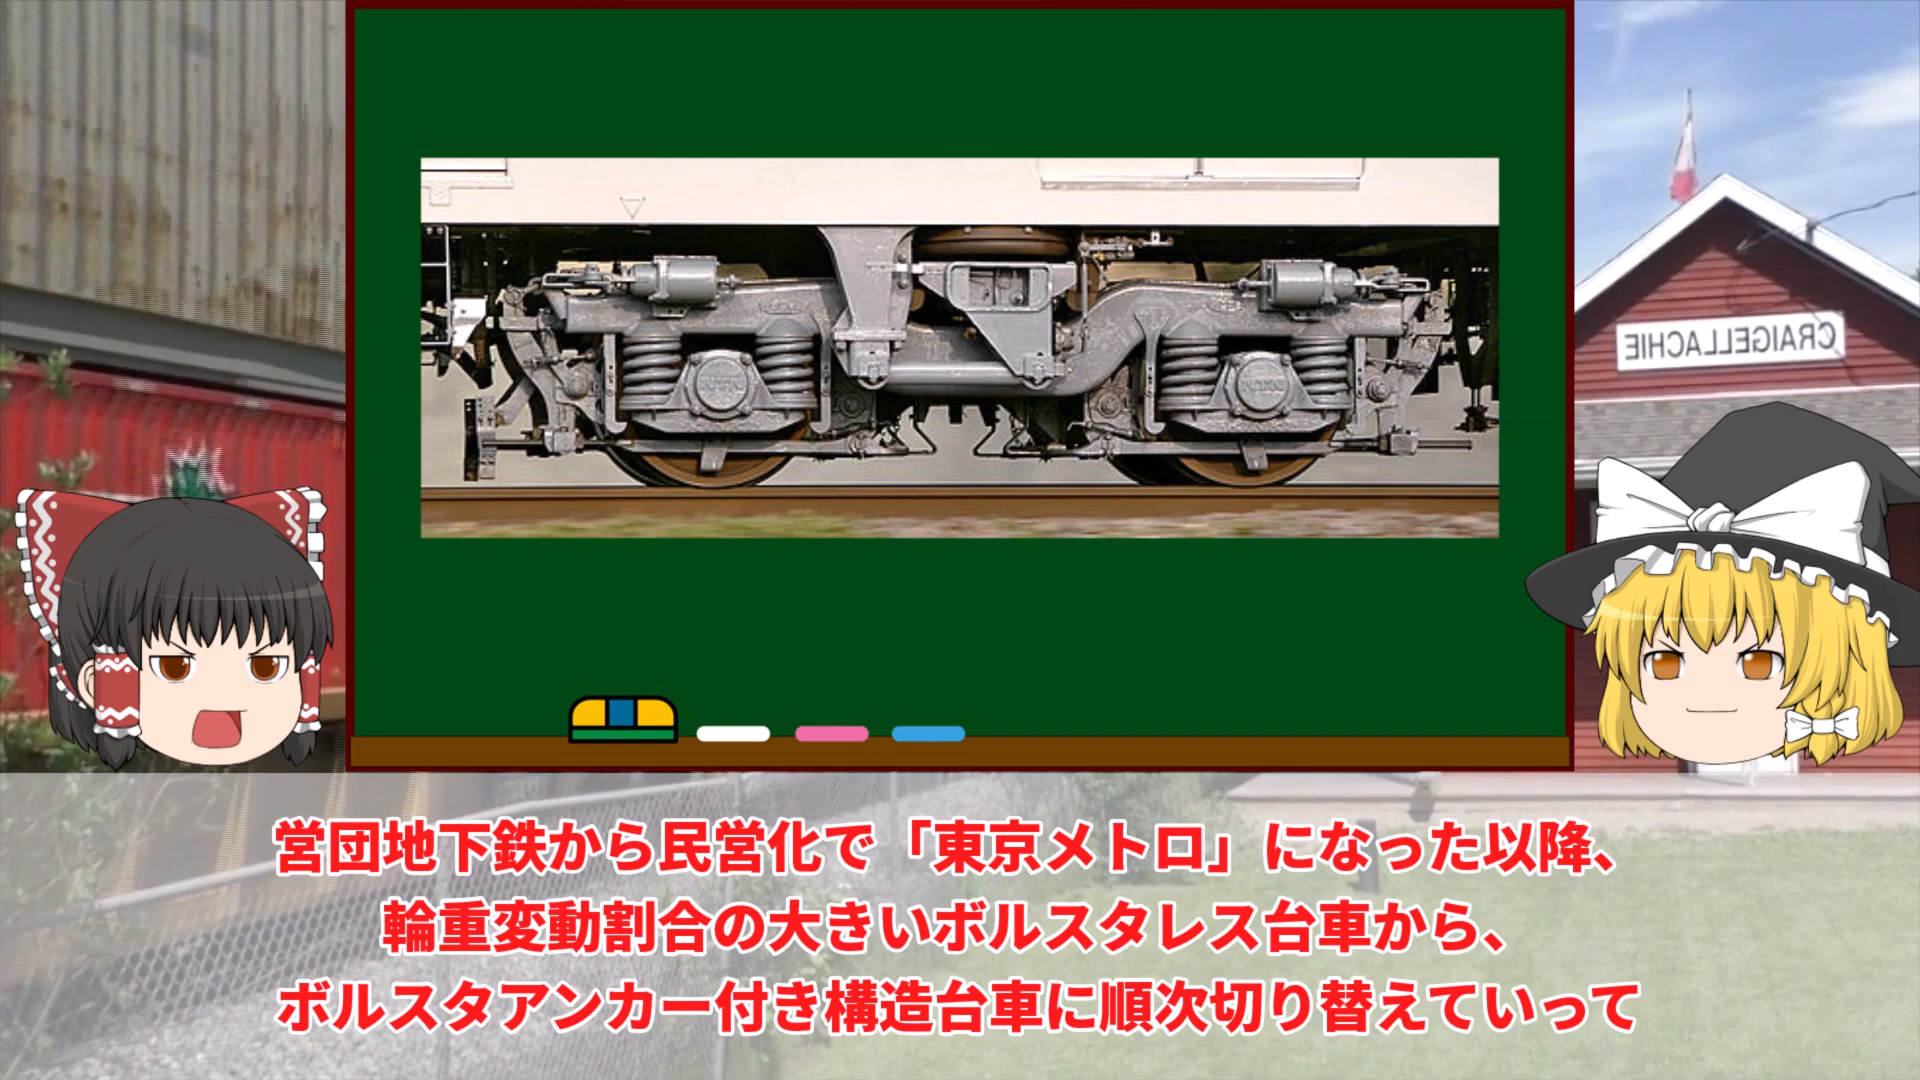 CRAIGELLACHIE
NTN
NTN
営団地下鉄から民営化で「東京メトロ」になった以降、
輪重変動割合の大きいボルスタレス台車から、
ボルスタアンカー付き構造台車に順次切り替えていって